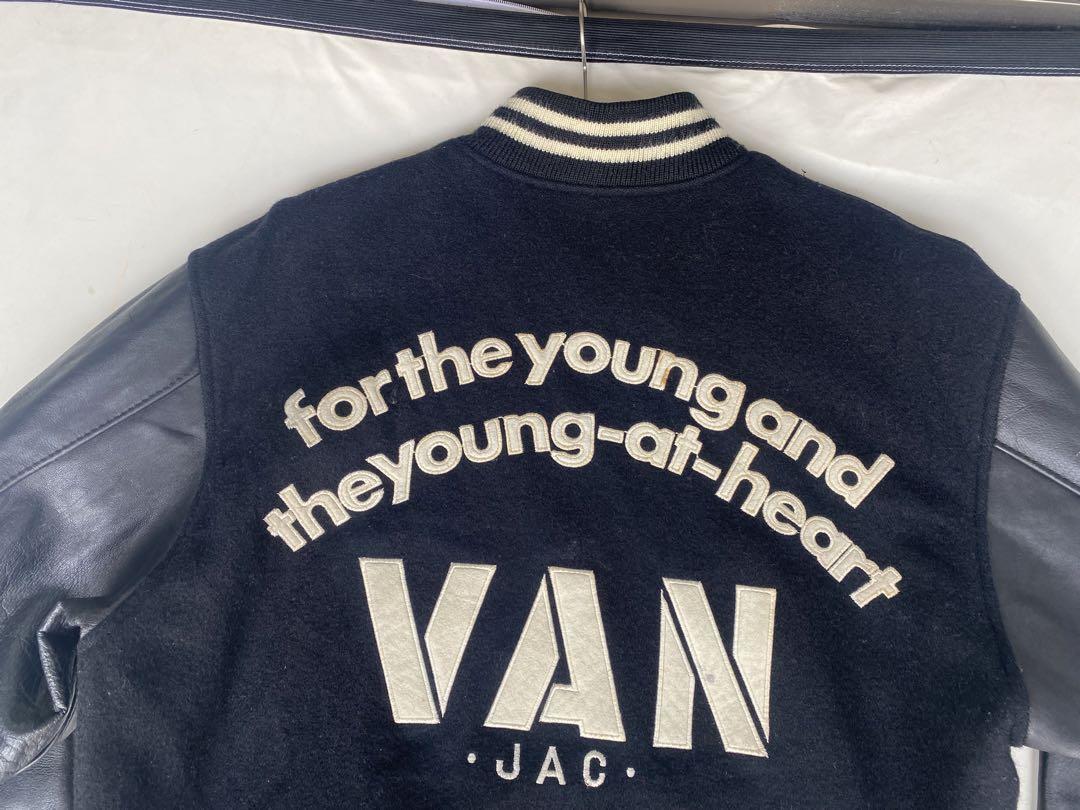 for the young and
the young-at-heart
VAN
·JAC·